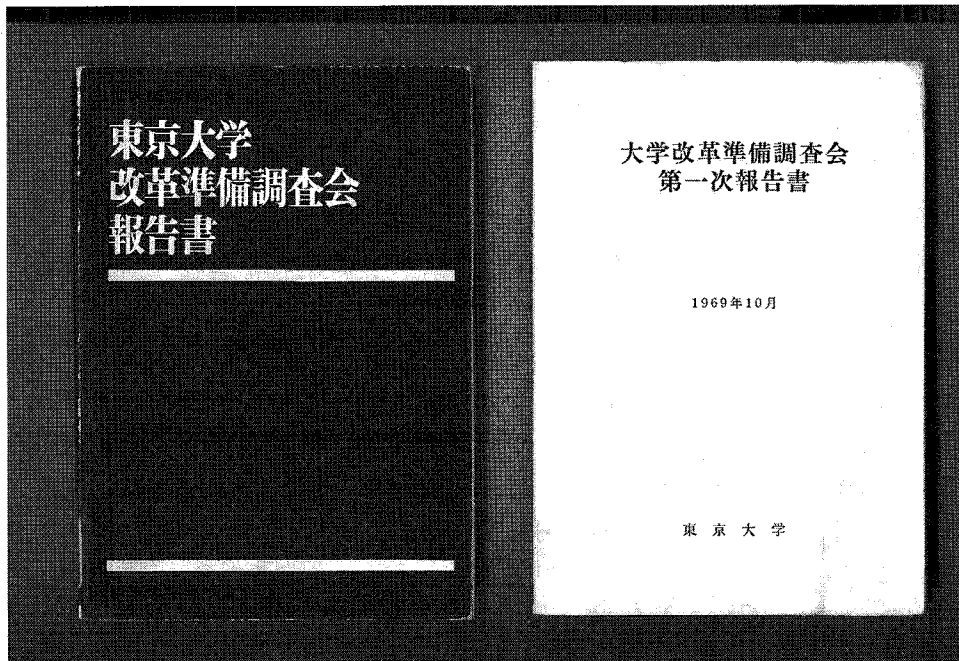 東京大学
改革準備調査会
報告書
大学改革準備調査会
第一次報告書
1969年10月
東京大学